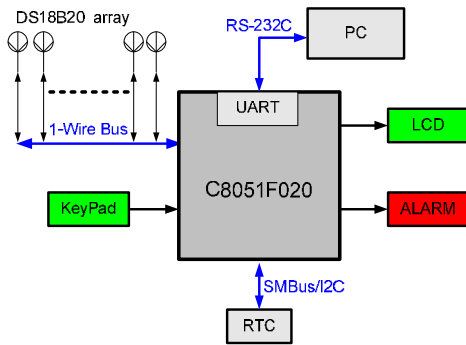 DS18B20 array
RS-232C
PC
UART
1-Wire Bus
LCD
C8051F020
KeyPad
ALARM
SMBus/I2C
RTC